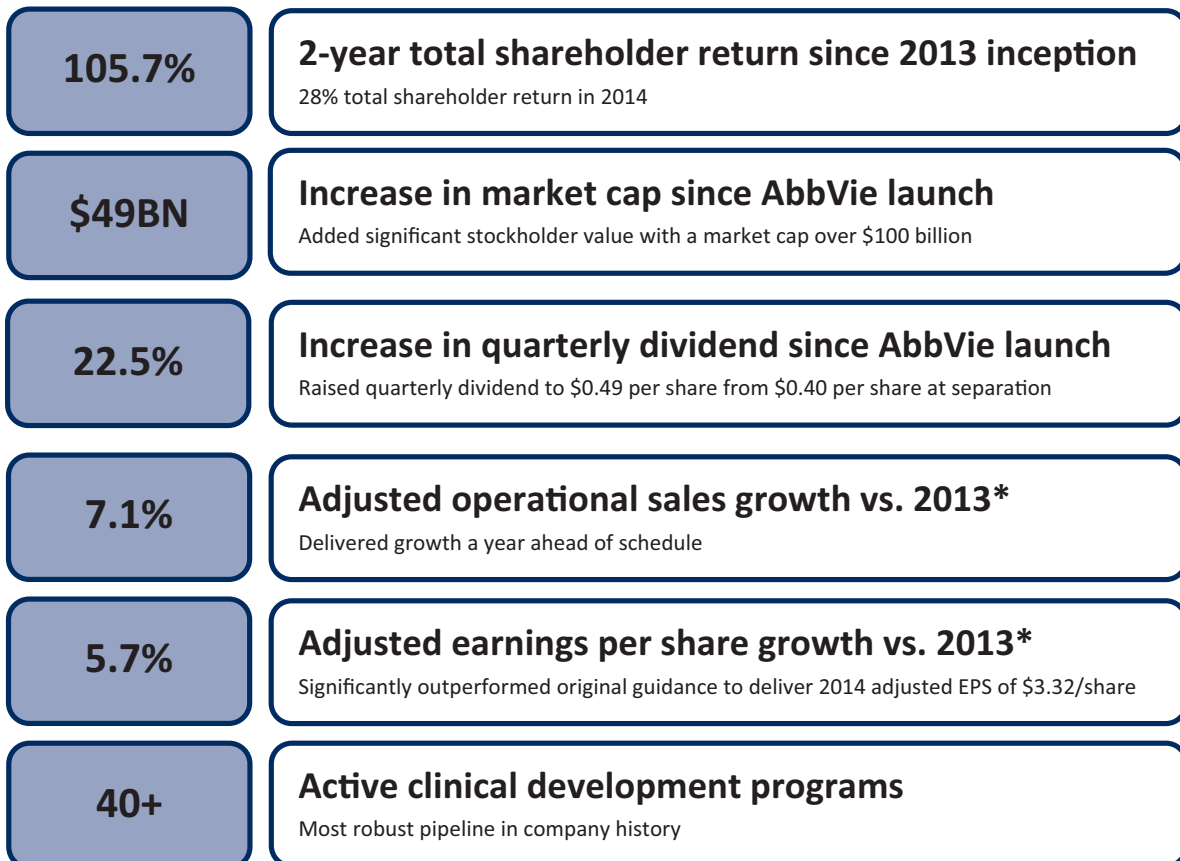 105.7%
2-year total shareholder return since 2013 inception
28% total shareholder return in 2014
$49BN
Increase in market cap since AbbVie launch
Added significant stockholder value with a market cap over $100 billion
22.5%
Increase in quarterly dividend since AbbVie launch
Raised quarterly dividend to $0.49 per share from $0.40 per share at separation
7.1%
Adjusted operational sales growth vs. 2013*
Delivered growth a year ahead of schedule
5.7%
Adjusted earnings per share growth vs. 2013*
Significantly outperformed original guidance to deliver 2014 adjusted EPS of $3.32/share
40+
Active clinical development programs
Most robust pipeline in company history